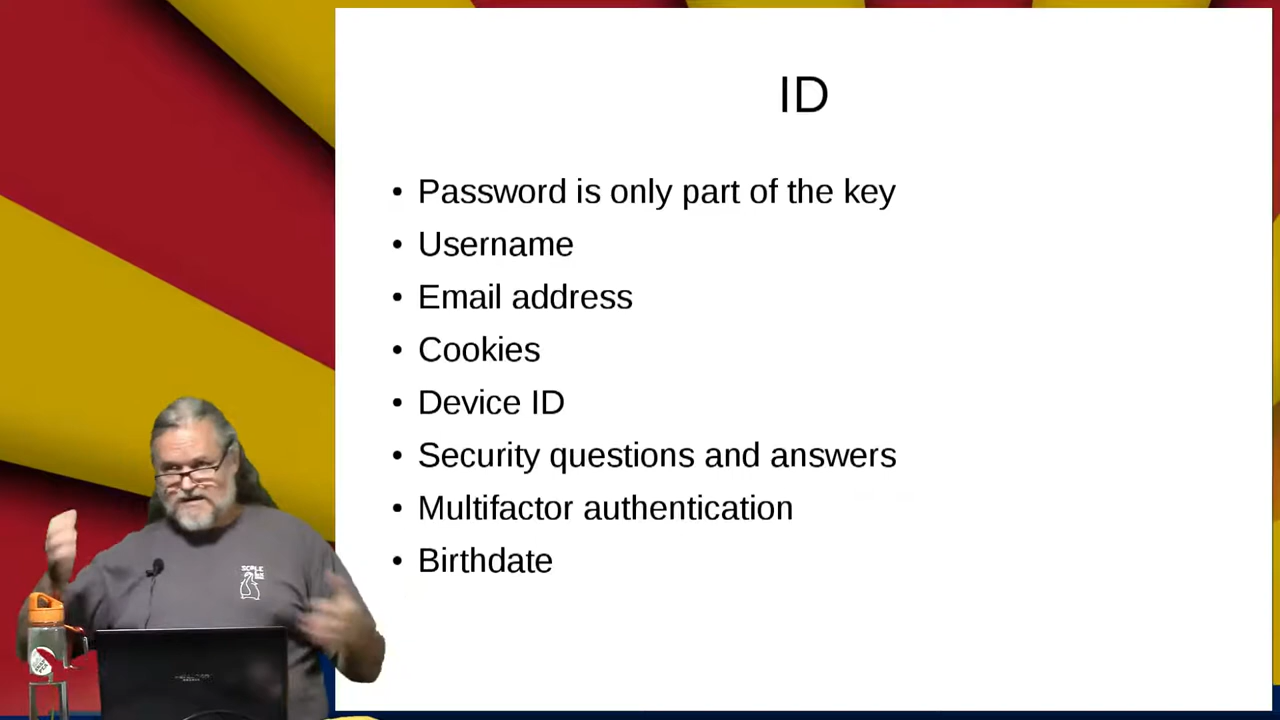 ID
• Password is only part of the key
• Username
• Email address
• Cookies
• Device ID
• Security questions and answers
• Multifactor authentication
• Birthdate
SCALE